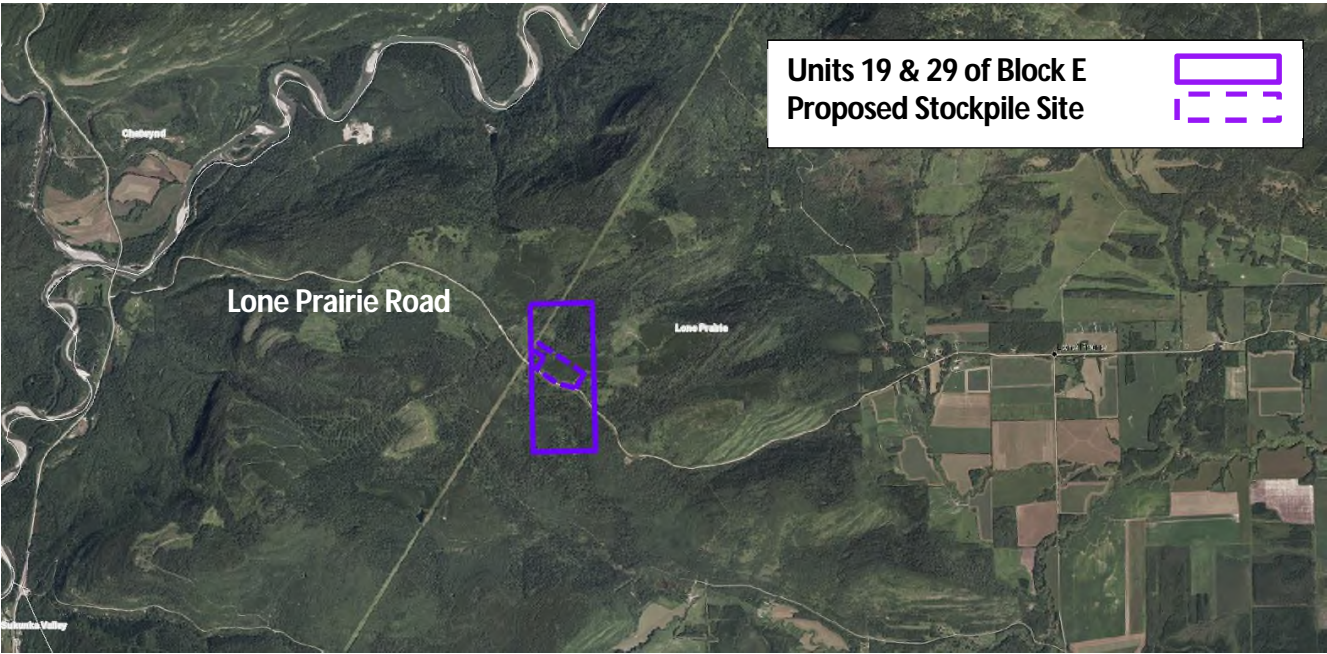 Units 19 & 29 of Block E
Proposed Stockpile Site
Chetwynd
Lone Prairie Road
Lone Prairie
Sukunka Valley